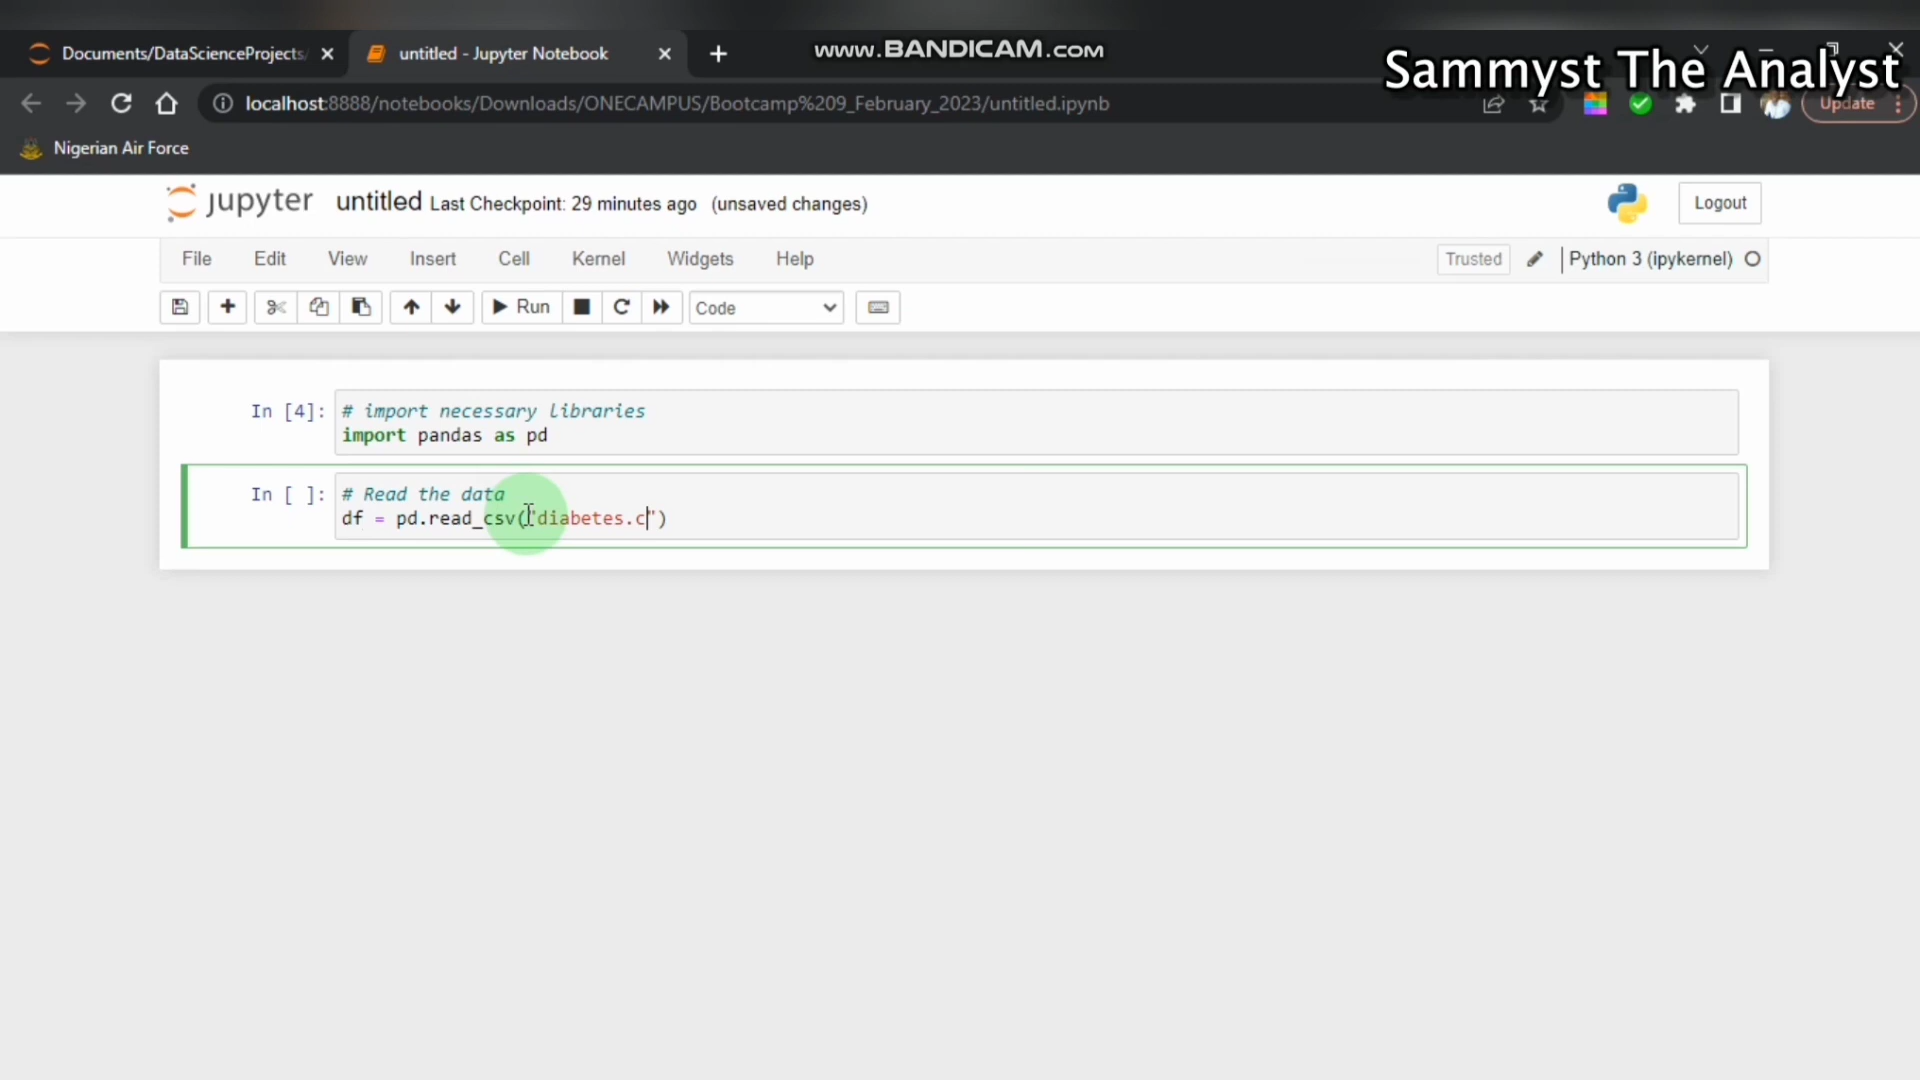 Documents/DataScienceProjects/
untitled - Jupyter Notebook
www.BANDICAM.com
Sammyst The Analyst
localhost:8888/notebooks/Downloads/ONECAMPUS/Bootcamp%209_February_2023/untitled.ipynb
Update
Nigerian Air Force
jupyter untitled Last Checkpoint: 29 minutes ago (unsaved changes)
Logout
File Edit View Insert Cell Kernel Widgets Help
Trusted
Python 3 (ipykernel)
Run
Code
In [4]: # import necessary libraries
import pandas as pd
In [ ]: # Read the data
df = pd.read_csv("diabetes.c")